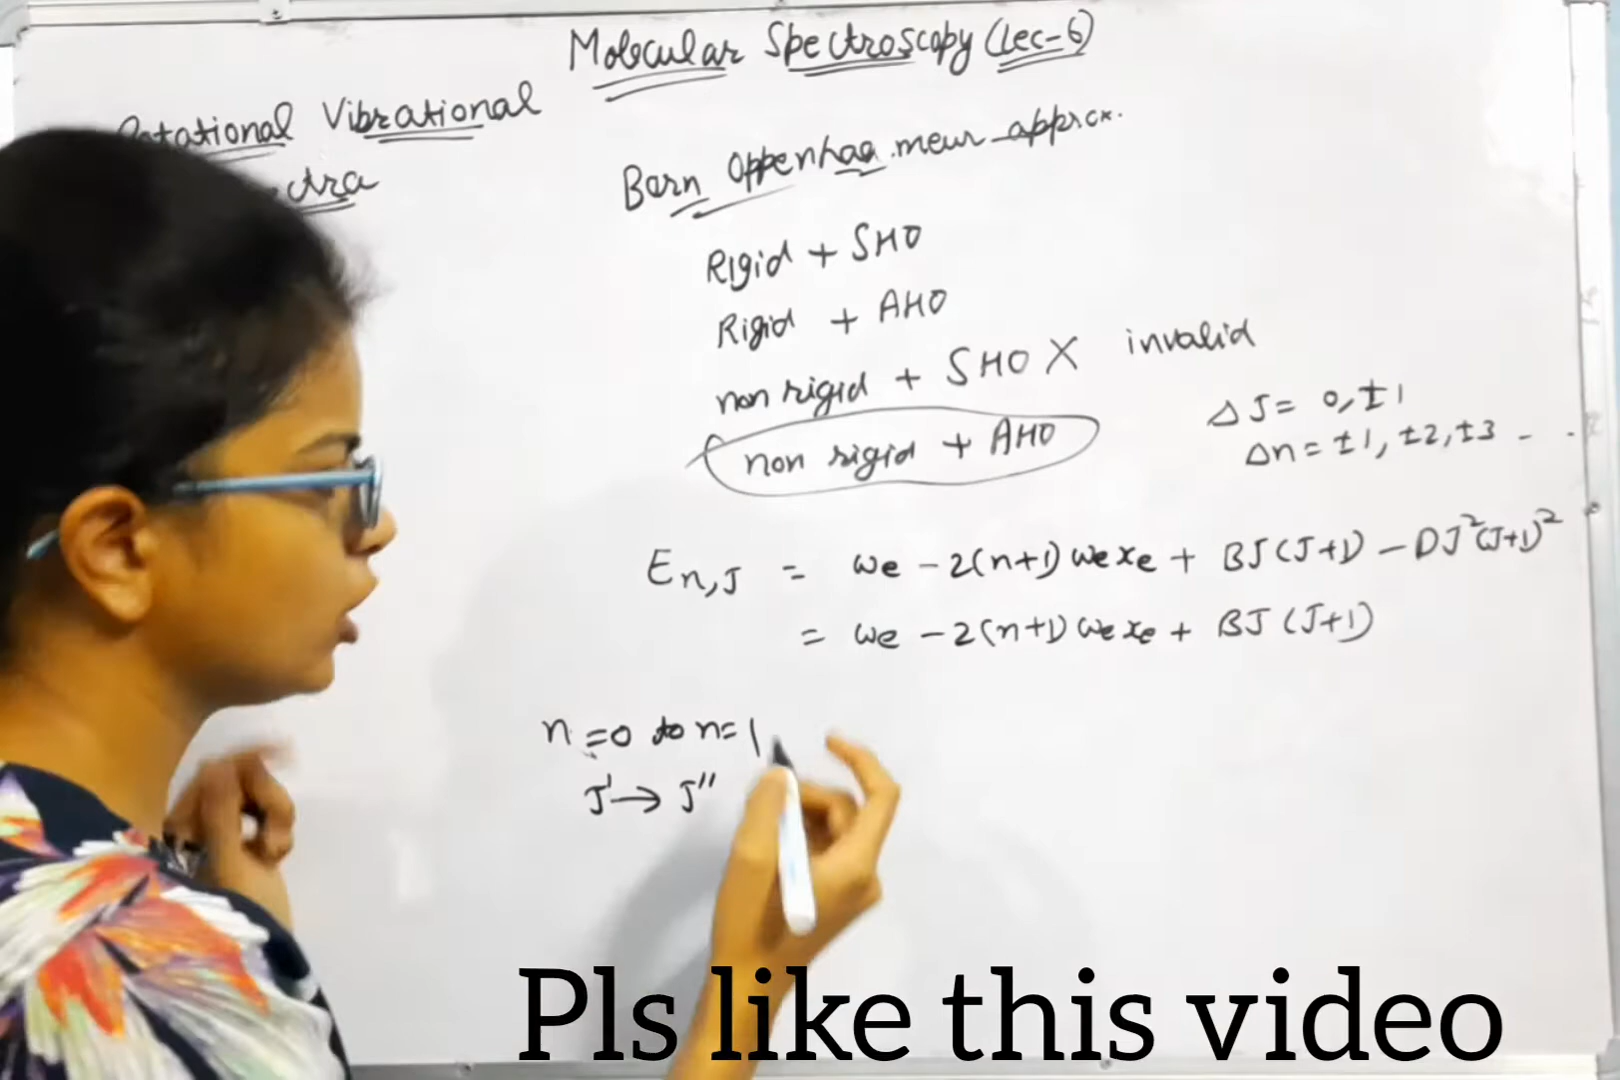 Molecular Spectroscopy (Lec-6)
Vibrational
Born Oppenhaa.meur approx.
Rigid + SHO
Rigid + AHO
non rigid + SHO X invalid
non rigid + AHO
ΔJ = 0, ±1
Δn = ±1, ±2, ±3 - -
En,J = we - 2(n+1) wexe + BJ(J+1) - DJ²(J+1)²
= we - 2(n+1) wexe + BJ(J+1)
n = 0 to n = 1
J' → J''
Pls like this video